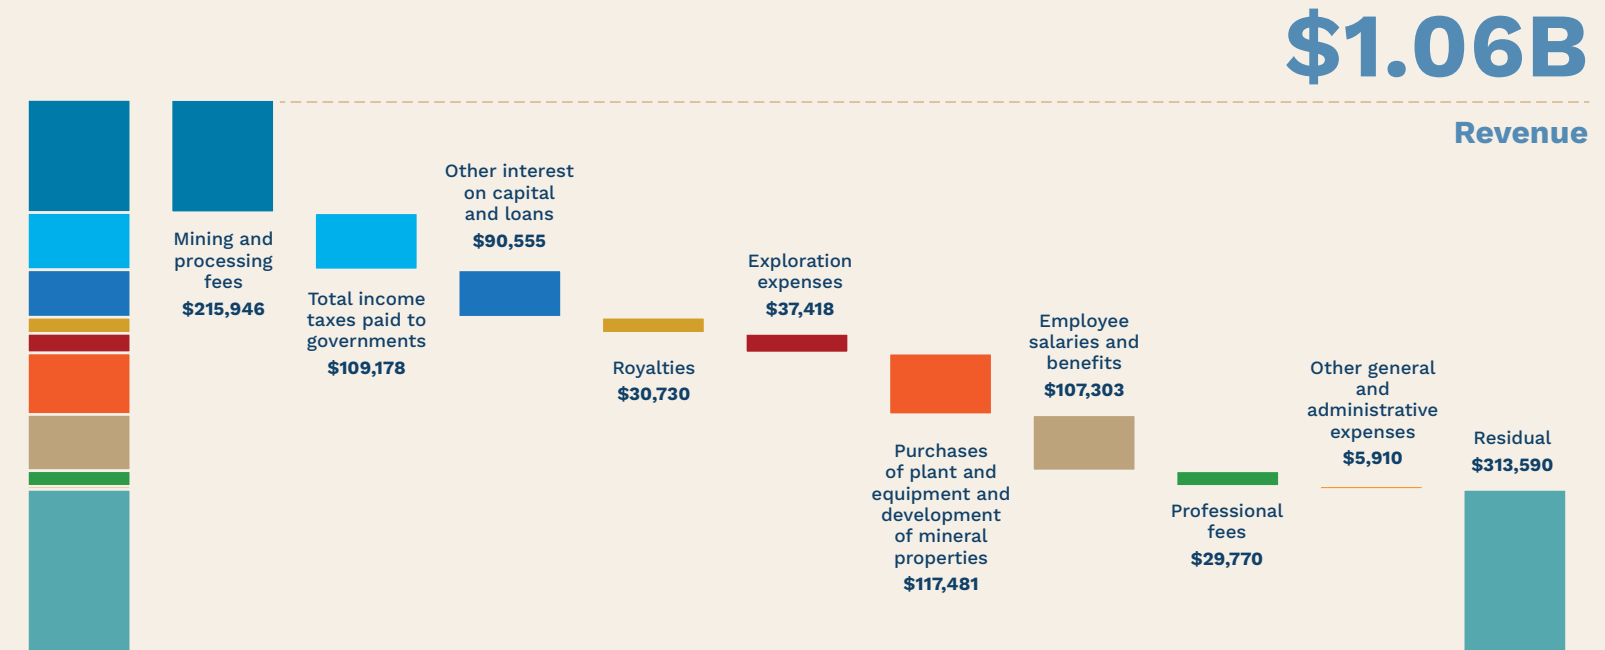 $1.06B
Revenue
Mining and
processing
fees
$215,946
Total income
taxes paid to
governments
$109,178
Other interest
on capital
and loans
$90,555
Royalties
$30,730
Exploration
expenses
$37,418
Purchases
of plant and
equipment and
development
of mineral
properties
$117,481
Employee
salaries and
benefits
$107,303
Professional
fees
$29,770
Other general
and
administrative
expenses
$5,910
Residual
$313,590